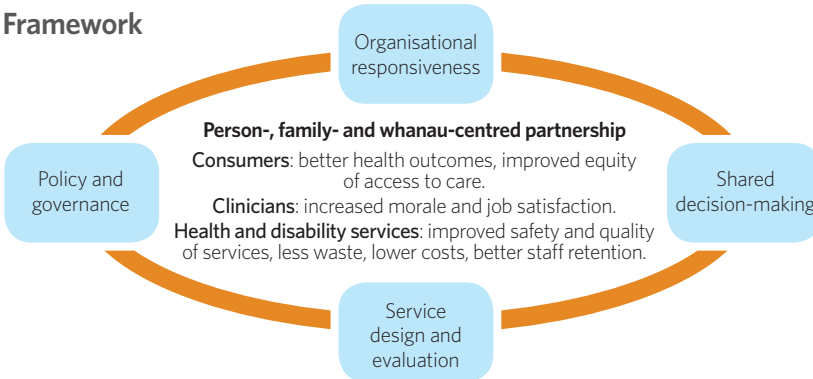 Framework
Organisational
responsiveness
Person-, family- and whanau-centred partnership
Consumers: better health outcomes, improved equity
of access to care.
Clinicians: increased morale and job satisfaction.
Health and disability services: improved safety and quality
of services, less waste, lower costs, better staff retention.
Policy and
governance
Shared
decision-making
Service
design and
evaluation